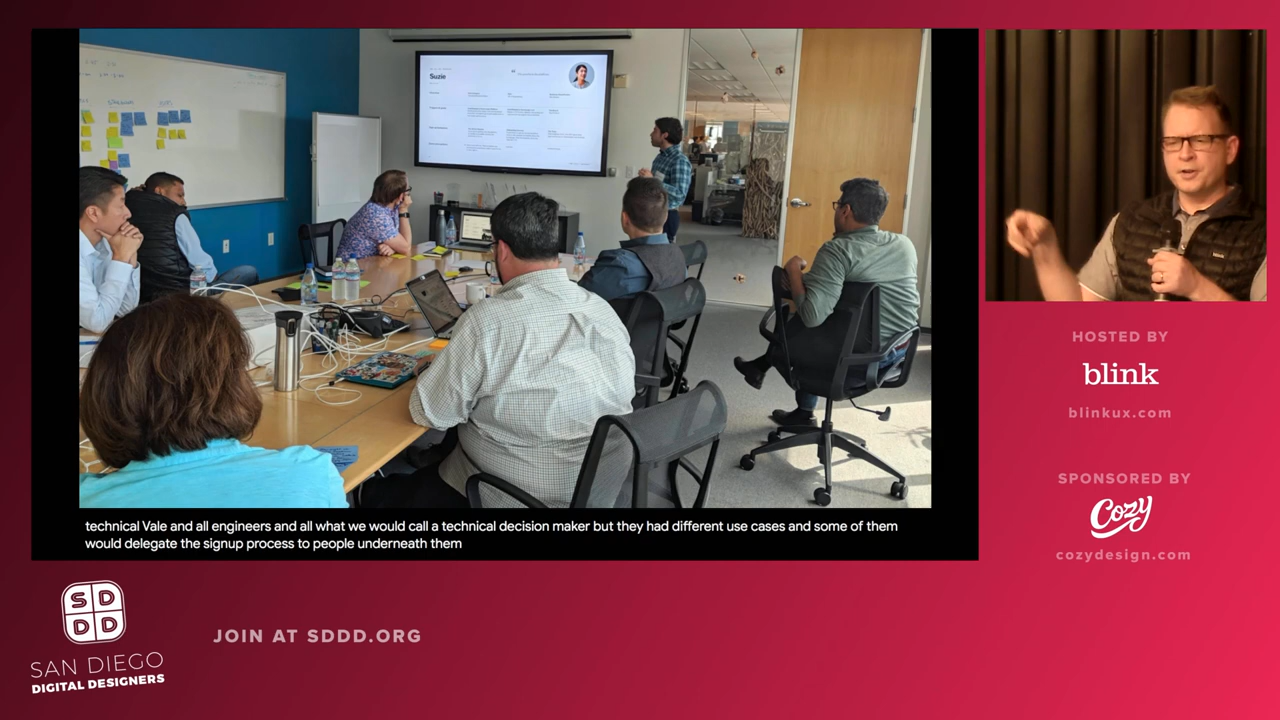 Suzie
technical Vale and all engineers and all what we would call a technical decision maker but they had different use cases and some of them
would delegate the signup process to people underneath them
HOSTED BY
blink
blinkux.com
SPONSORED BY
Cozy
cozydesign.com
SD
DD
SAN DIEGO
DIGITAL DESIGNERS
JOIN AT SDDD.ORG